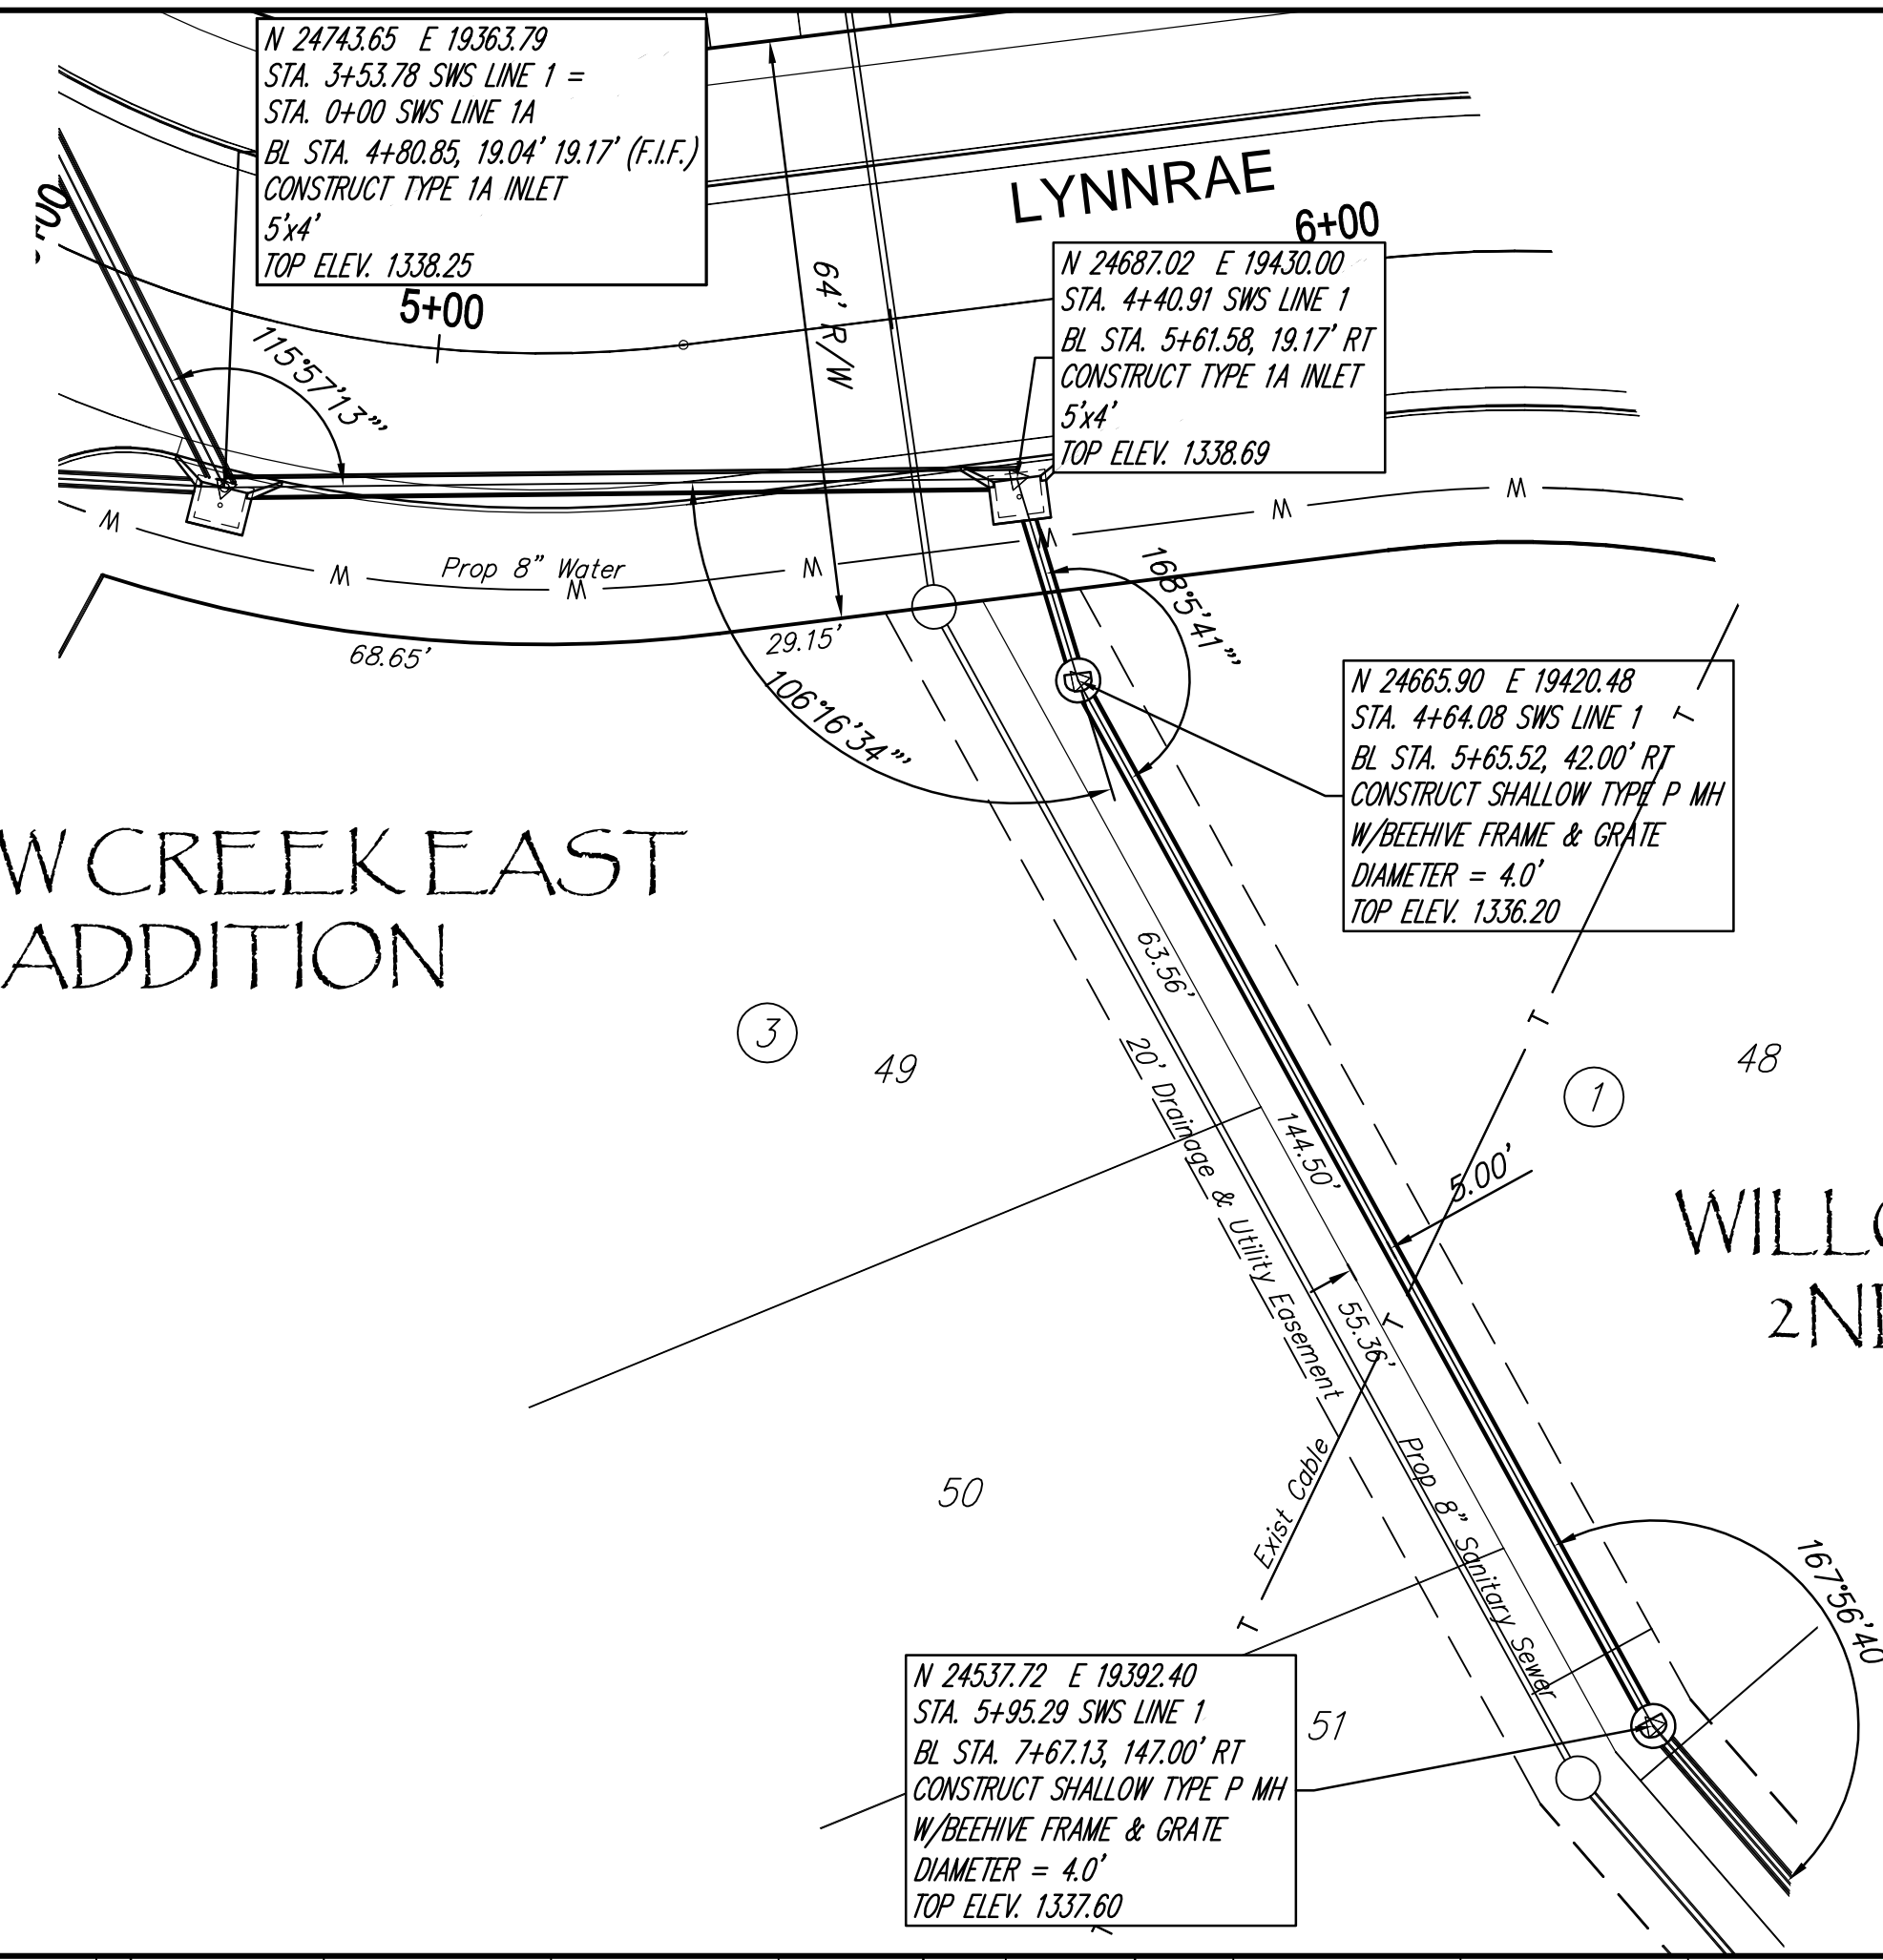 N 24743.65 E 19363.79
STA. 3+53.78 SWS LINE 1 =
STA. 0+00 SWS LINE 1A
BL STA. 4+80.85, 19.04' 19.17' (F.I.F.)
CONSTRUCT TYPE 1A INLET
5'x4'
TOP ELEV. 1338.25
5+00
115°57'13"'
64' R/W
LYNNRAE
6+00
N 24687.02 E 19430.00
STA. 4+40.91 SWS LINE 1
BL STA. 5+61.58, 19.17' RT
CONSTRUCT TYPE 1A INLET
5'x4'
TOP ELEV. 1338.69
W
W
W
W
W
W
W
Prop 8" Water
68.65'
29.15'
106°16'34"'
168°5'41"'
N 24665.90 E 19420.48
STA. 4+64.08 SWS LINE 1
BL STA. 5+65.52, 42.00' RT
CONSTRUCT SHALLOW TYPE P MH
W/BEEHIVE FRAME & GRATE
DIAMETER = 4.0'
TOP ELEV. 1336.20
T
W CREEK EAST
ADDITION
63.56'
3
49
20' Drainage & Utility Easement
144.50'
T
1
48
5.00'
WILLO
2ND
55.36'
T
50
Exist Cable
T
Prop 8" Sanitary Sewer
167°56'40
N 24537.72 E 19392.40
STA. 5+95.29 SWS LINE 1
BL STA. 7+67.13, 147.00' RT
CONSTRUCT SHALLOW TYPE P MH
W/BEEHIVE FRAME & GRATE
DIAMETER = 4.0'
TOP ELEV. 1337.60
51
T